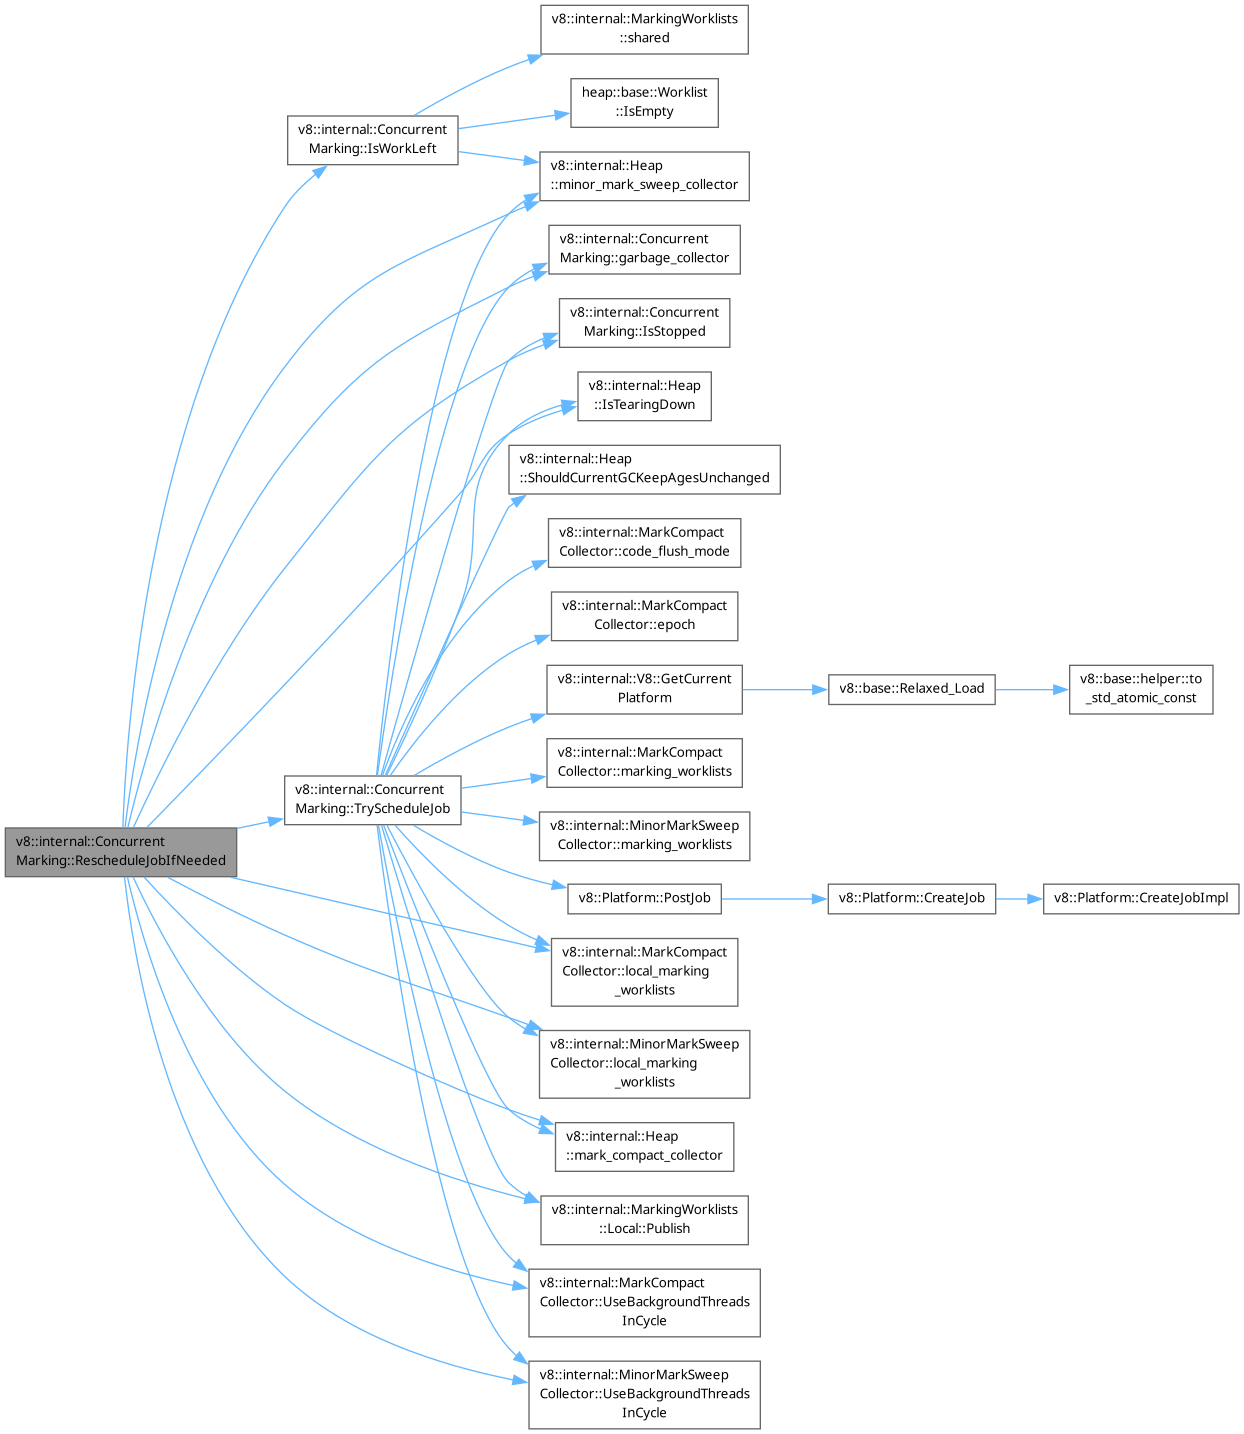 v8::internal::MarkingWorklists
::shared
heap::base::Worklist
::IsEmpty
v8::internal::Concurrent
Marking::IsWorkLeft
v8::internal::Heap
::minor_mark_sweep_collector
v8::internal::Concurrent
Marking::garbage_collector
v8::internal::Concurrent
Marking::IsStopped
v8::internal::Heap
::IsTearingDown
v8::internal::Heap
::ShouldCurrentGCKeepAgesUnchanged
v8::internal::MarkCompact
Collector::code_flush_mode
v8::internal::MarkCompact
Collector::epoch
v8::internal::V8::GetCurrent
Platform
v8::base::Relaxed_Load
v8::base::helper::to
_std_atomic_const
v8::internal::MarkCompact
Collector::marking_worklists
v8::internal::Concurrent
Marking::TryScheduleJob
v8::internal::MinorMarkSweep
Collector::marking_worklists
v8::internal::Concurrent
Marking::RescheduleJobIfNeeded
v8::Platform::PostJob
v8::Platform::CreateJob
v8::Platform::CreateJobImpl
v8::internal::MarkCompact
Collector::local_marking
_worklists
v8::internal::MinorMarkSweep
Collector::local_marking
_worklists
v8::internal::Heap
::mark_compact_collector
v8::internal::MarkingWorklists
::Local::Publish
v8::internal::MarkCompact
Collector::UseBackgroundThreads
InCycle
v8::internal::MinorMarkSweep
Collector::UseBackgroundThreads
InCycle